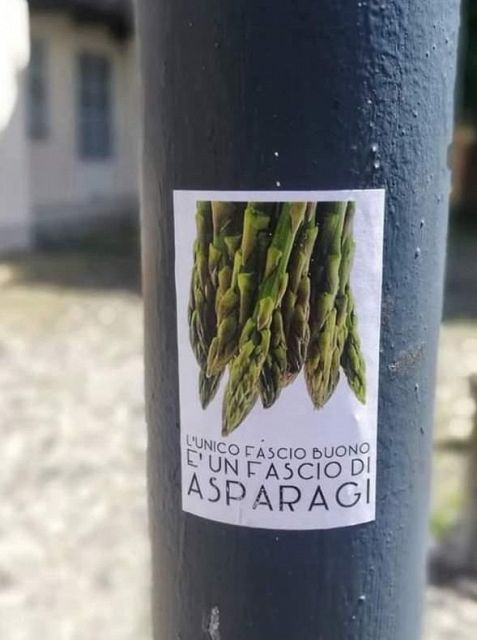 L'UNICO FASCIO BUONO
E' UN FASCIO DI
ASPARAGI